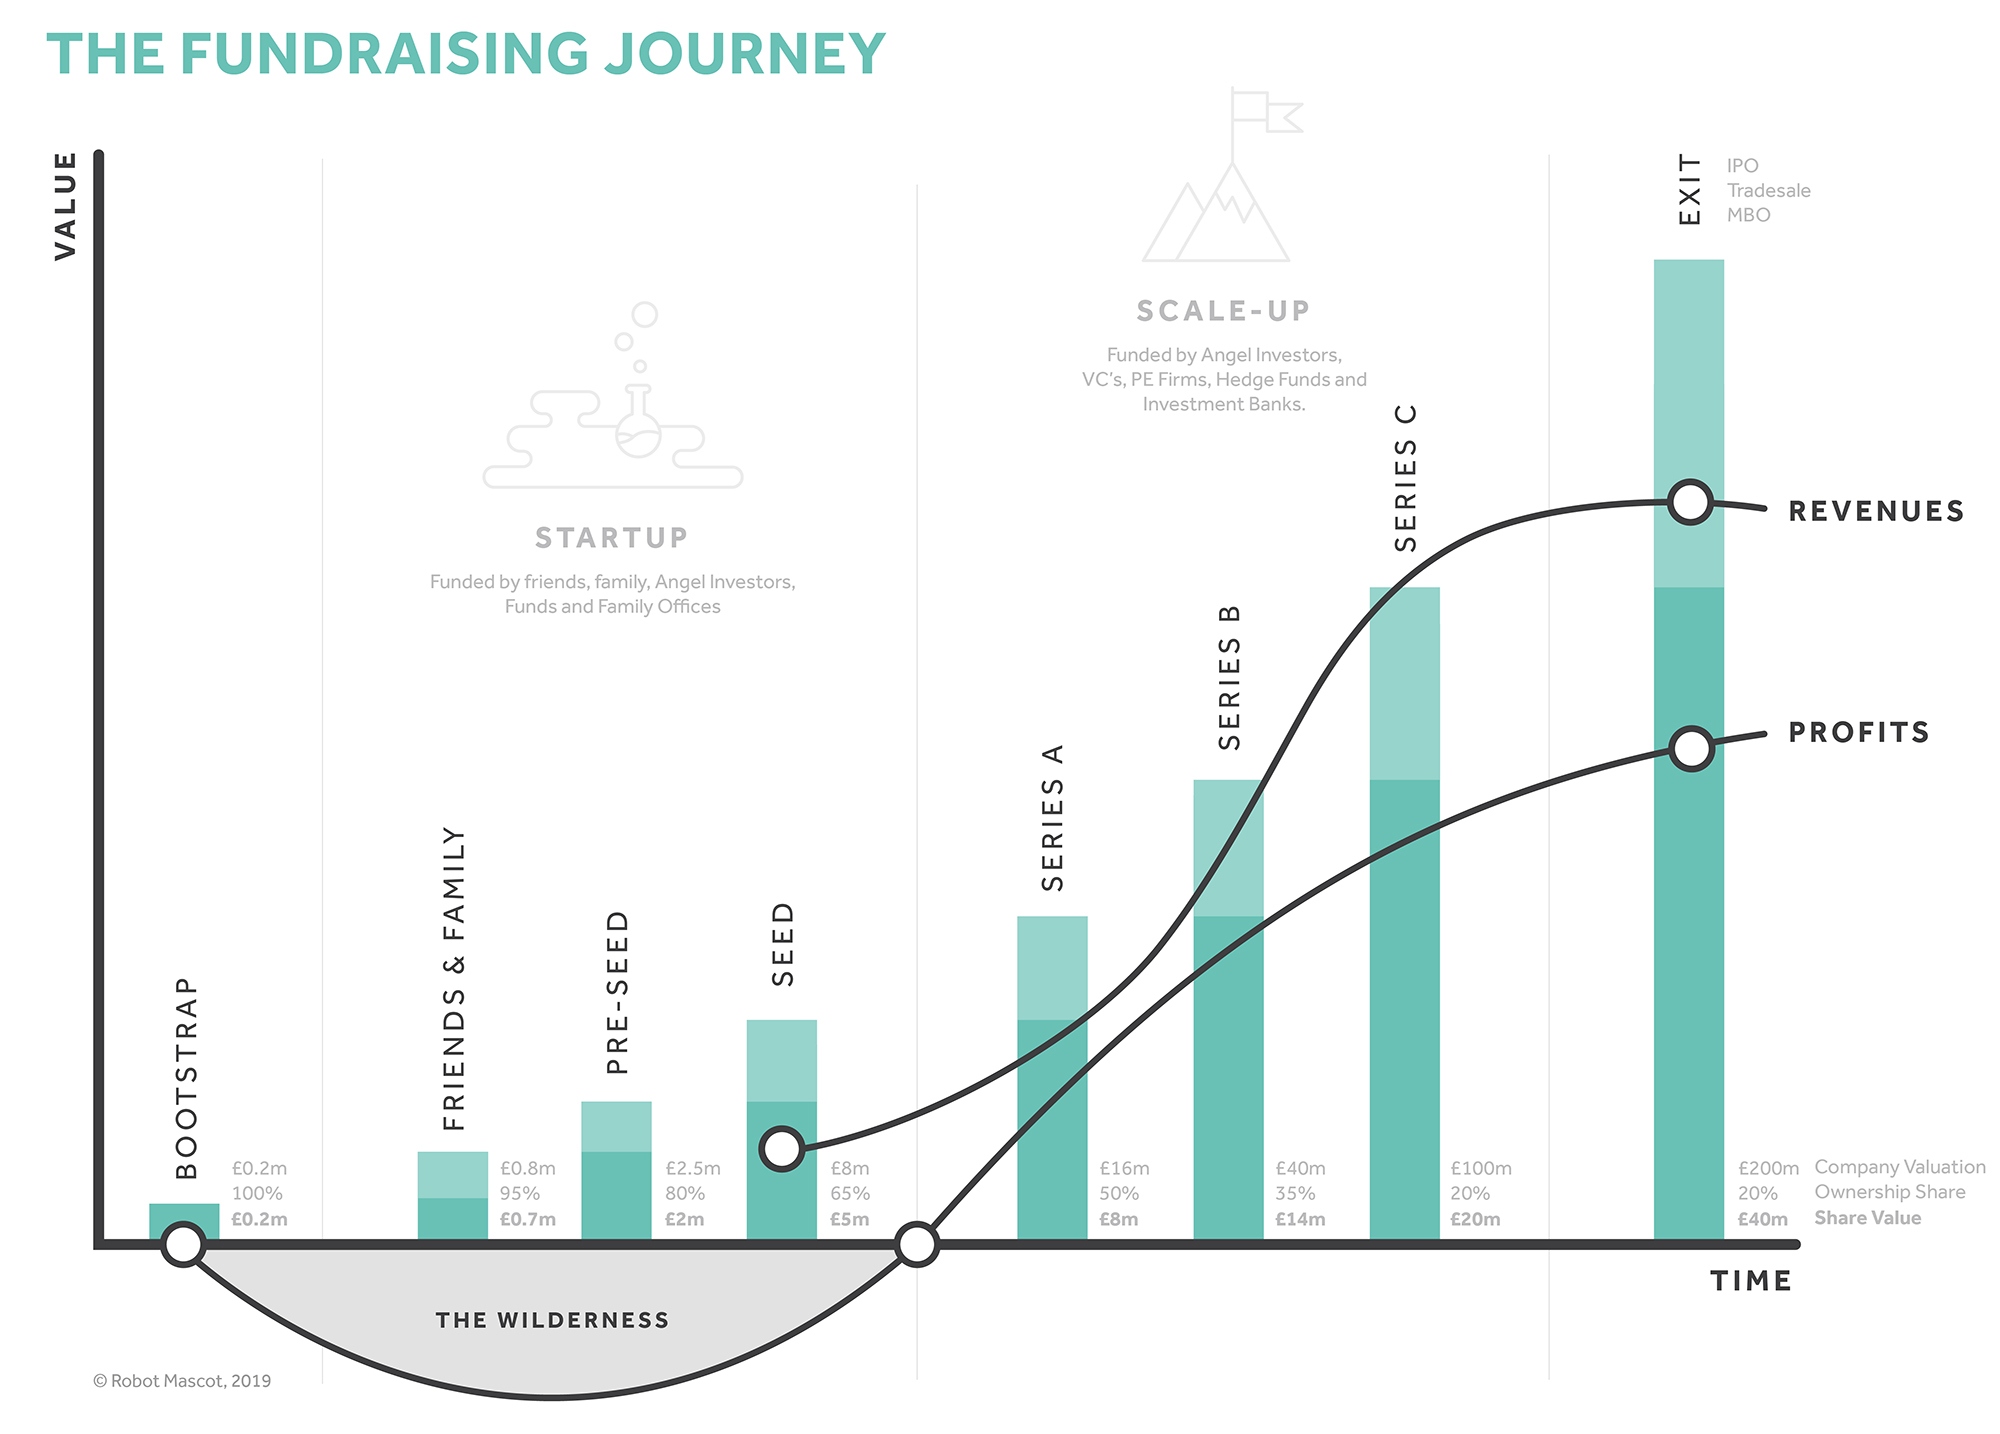 THE FUNDRAISING JOURNEY
VALUE
EXIT
IPO
Tradesale
MBO
SCALE-UP
Funded by Angel Investors,
VC's, PE Firms, Hedge Funds and
Investment Banks.
STARTUP
Funded by friends, family, Angel Investors,
Funds and Family Offices
BOOTSTRAP
FRIENDS & FAMILY
PRE-SEED
SEED
SERIES A
SERIES B
SERIES C
REVENUES
PROFITS
£0.2m
100%
£0.2m
£0.8m
95%
£0.7m
£2.5m
80%
£2m
£8m
65%
£5m
£16m
50%
£8m
£40m
35%
£14m
£100m
20%
£20m
£200m Company Valuation
20% Ownership Share
£40m Share Value
TIME
THE WILDERNESS
© Robot Mascot, 2019